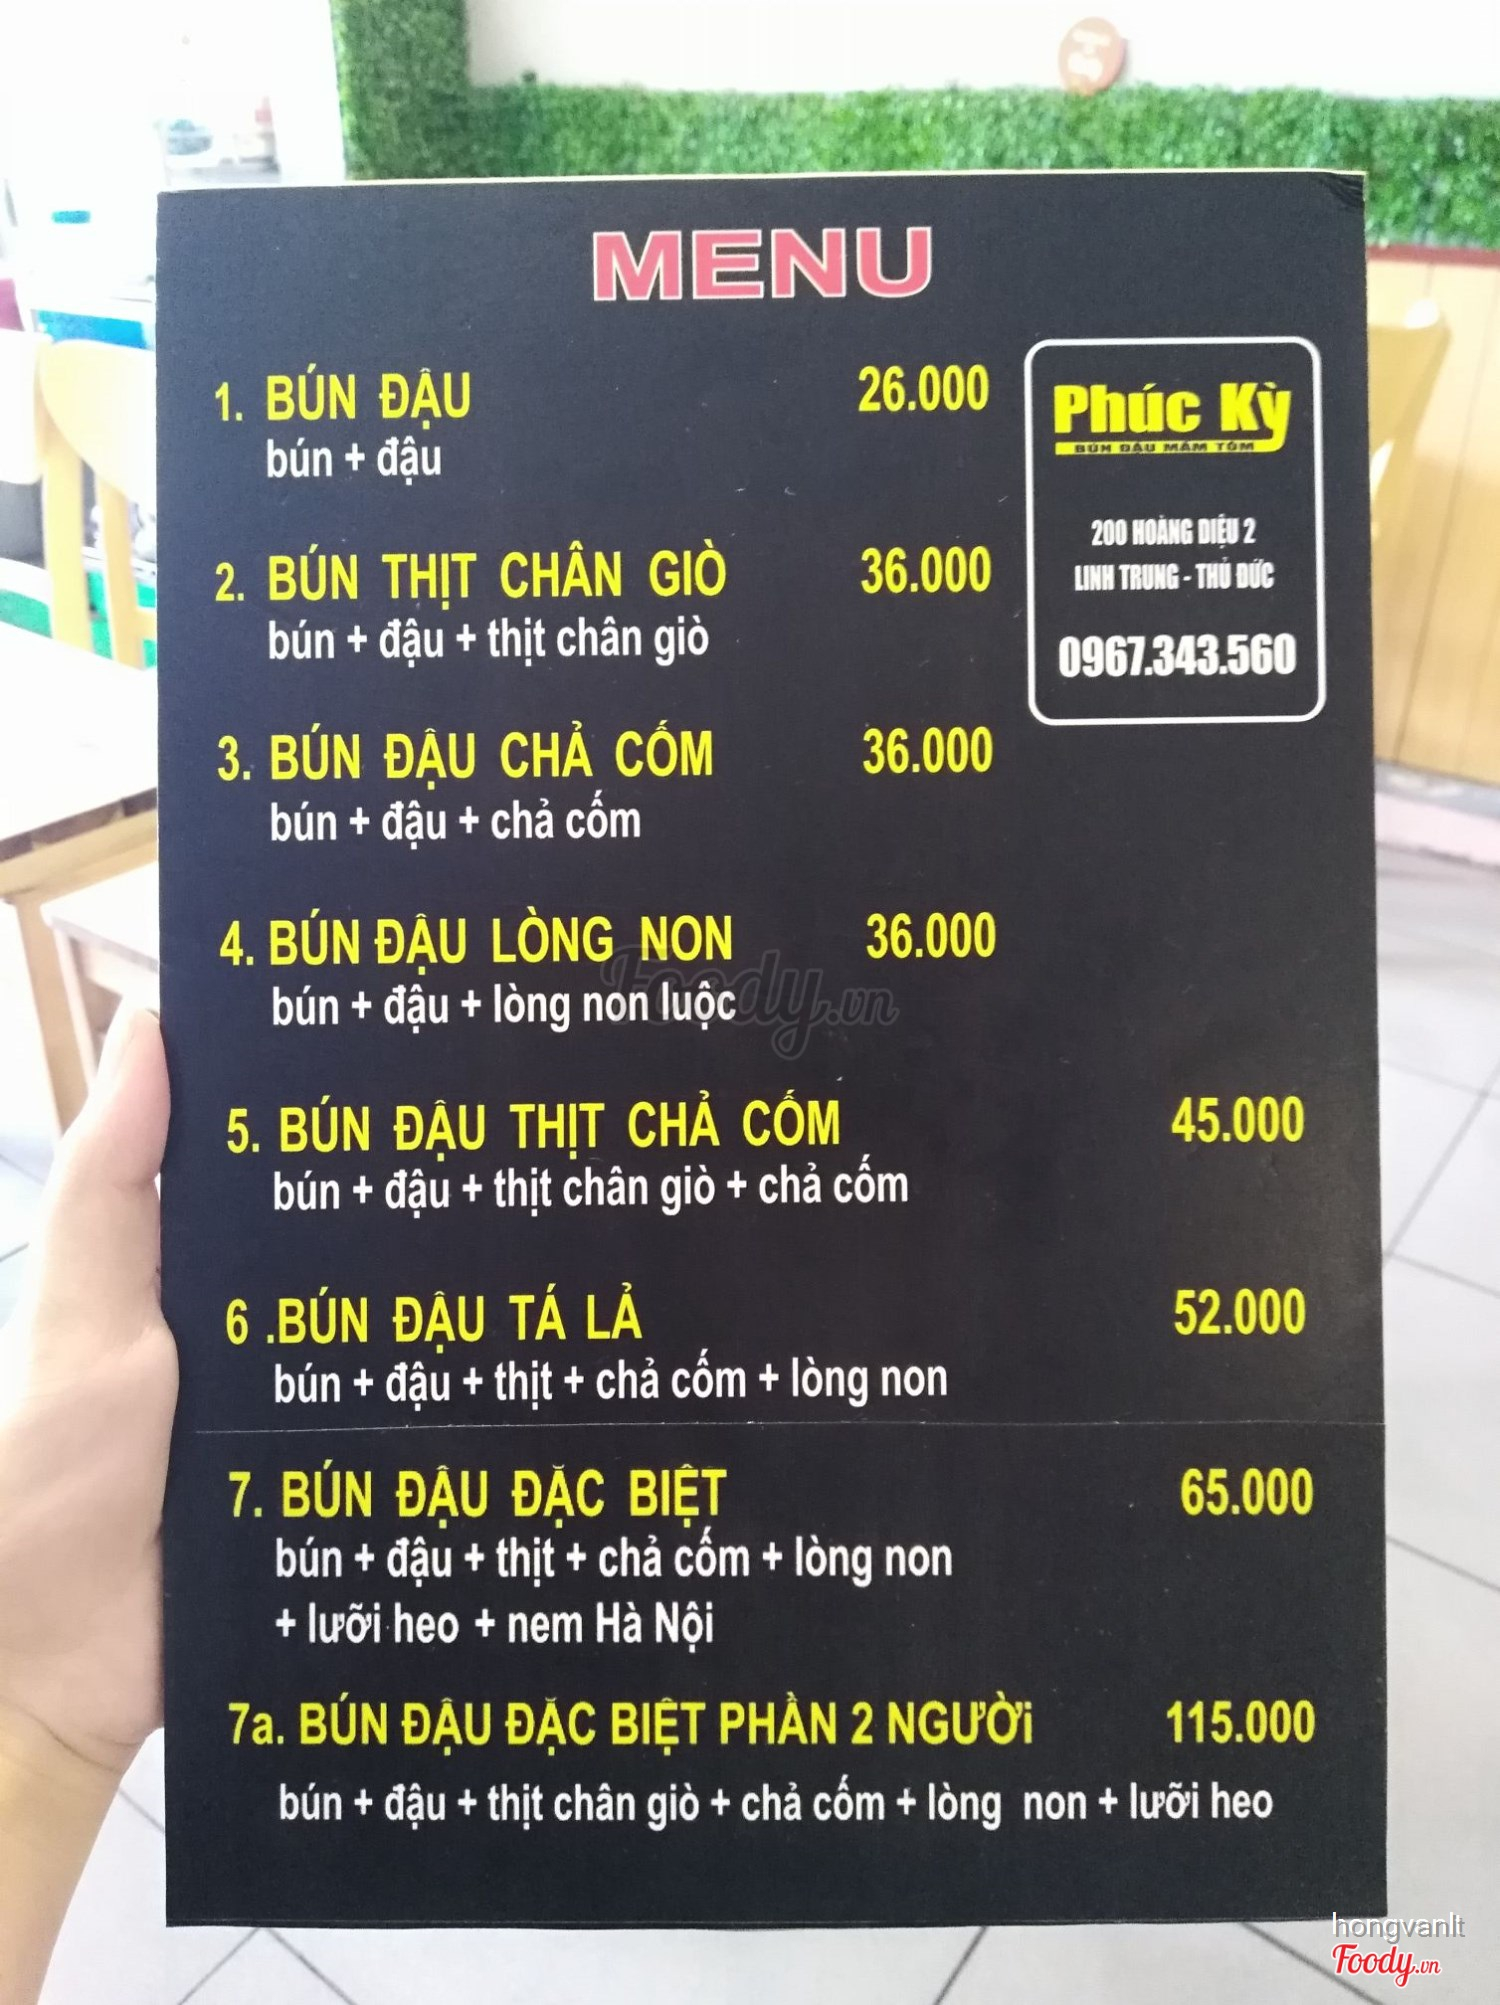 MENU
1. BÚN ĐẬU 26.000
bún + đậu
2. BÚN THỊT CHÂN GIÒ 36.000
bún + đậu + thịt chân giò
3. BÚN ĐẬU CHẢ CỐM 36.000
bún + đậu + chả cốm
4. BÚN ĐẬU LÒNG NON 36.000
bún + đậu + lòng non luộc
5. BÚN ĐẬU THỊT CHẢ CỐM 45.000
bún + đậu + thịt chân giò + chả cốm
6 .BÚN ĐẬU TÁ LẢ 52.000
bún + đậu + thịt + chả cốm + lòng non
7. BÚN ĐẬU ĐẶC BIỆT 65.000
bún + đậu + thịt + chả cốm + lòng non
+ lưỡi heo + nem Hà Nội
7a. BÚN ĐẬU ĐẶC BIỆT PHẦN 2 NGƯỜi 115.000
bún + đậu + thịt chân giò + chả cốm + lòng non + lưỡi heo
Phúc Kỳ
BÚN ĐẬU MẮM TÔM
200 HOÀNG DIỆU 2
LINH TRUNG - THỦ ĐỨC
0967.343.560
Foody.vn
hongvanlt
Foody.vn